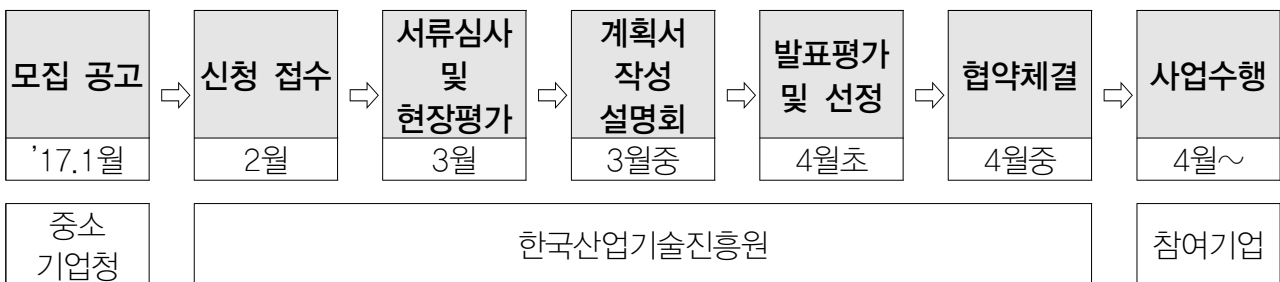 모집 공고
신청 접수
서류심사
및
현장평가
계획서
작성
설명회
발표평가
및 선정
협약체결
사업수행
'17.1월
2월
3월
3월중
4월초
4월중
4월~
중소
기업청
한국산업기술진흥원
참여기업